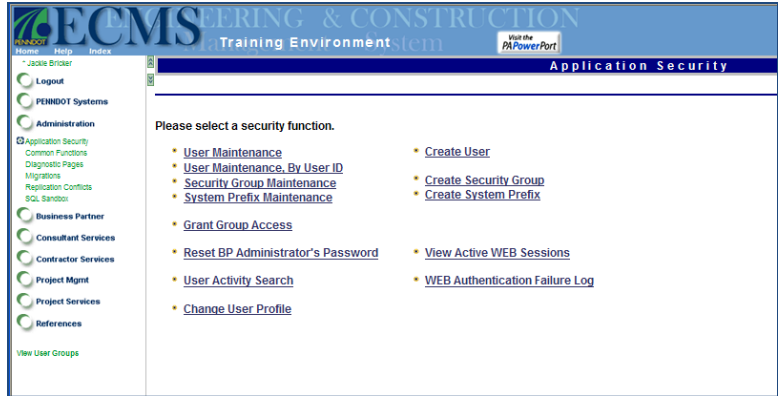 ENGINEERING & CONSTRUCTION
ECMS
Training Environment
PENNDOT
Visit the
PAPowerPort
Home Help Index
Application Security
* Jackie Bricker
Logout
PENNDOT Systems
Administration
Application Security
Common Functions
Diagnostic Pages
Migrations
Replication Conflicts
SQL Sandbox
Business Partner
Consultant Services
Contractor Services
Project Mgmt
Project Services
References
View User Groups
Please select a security function.
User Maintenance
User Maintenance, By User ID
Security Group Maintenance
System Prefix Maintenance
Grant Group Access
Reset BP Administrator's Password
User Activity Search
Change User Profile
Create User
Create Security Group
Create System Prefix
View Active WEB Sessions
WEB Authentication Failure Log